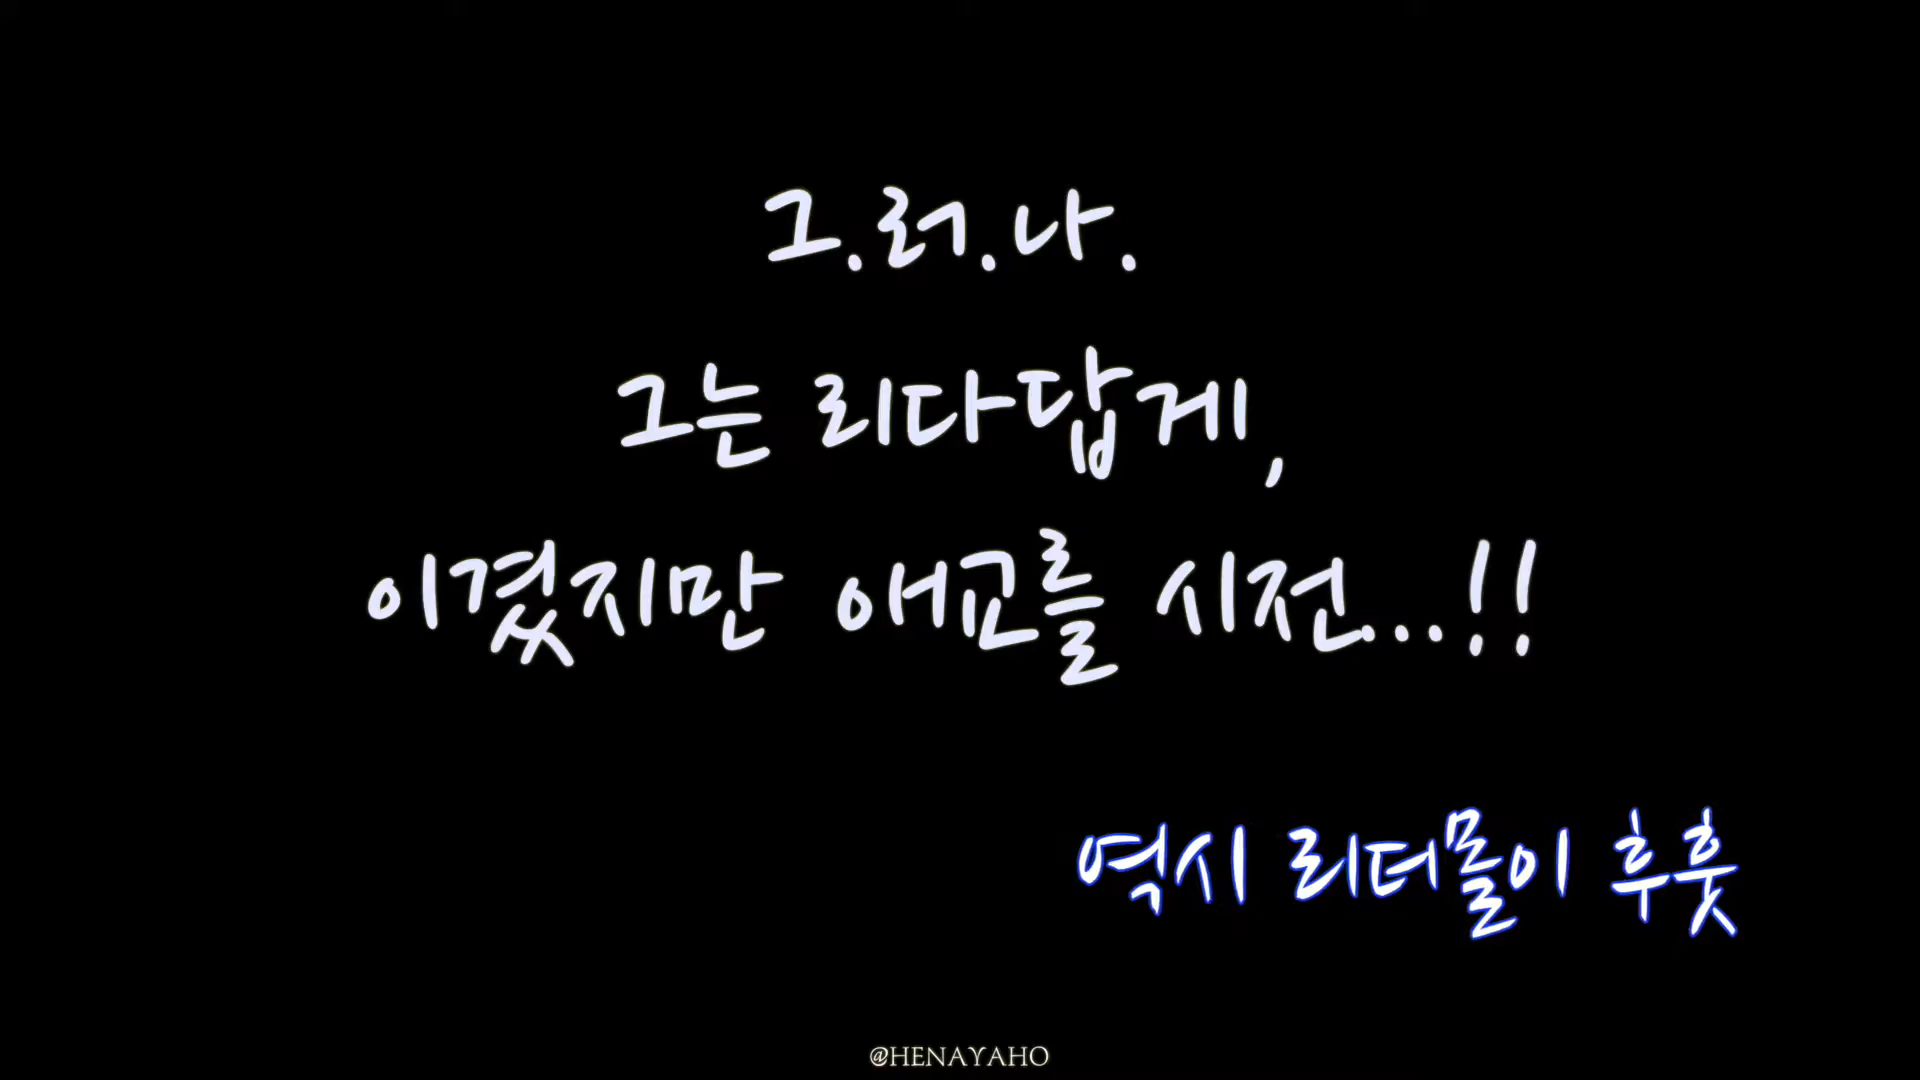 그.러.나.
그는 리다답게,
이겼지만 애교를 시전...!!
역시 리더몰이 후훗
@HENAYAHO